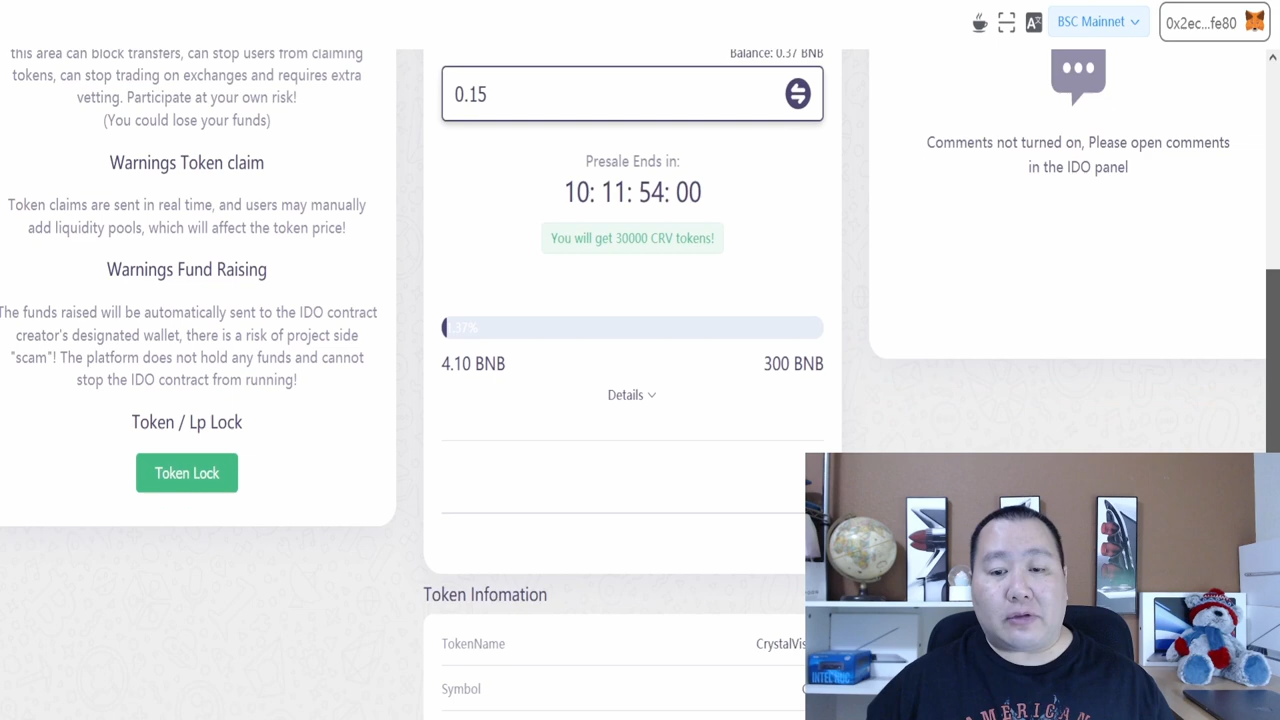 BSC Mainnet
0x2ec...fe80
this area can block transfers, can stop users from claiming
tokens, can stop trading on exchanges and requires extra
vetting. Participate at your own risk!
(You could lose your funds)
Warnings Token claim
Token claims are sent in real time, and users may manually
add liquidity pools, which will affect the token price!
Warnings Fund Raising
The funds raised will be automatically sent to the IDO contract
creator's designated wallet, there is a risk of project side
"scam"! The platform does not hold any funds and cannot
stop the IDO contract from running!
Token / Lp Lock
Token Lock
Balance: 0.37 BNB
0.15
Presale Ends in:
10: 11: 54: 00
You will get 30000 CRV tokens!
1.37%
4.10 BNB
300 BNB
Details
Token Infomation
TokenName
CrystalVis
Symbol
Comments not turned on, Please open comments
in the IDO panel
INTEL NUC
AMERICAN